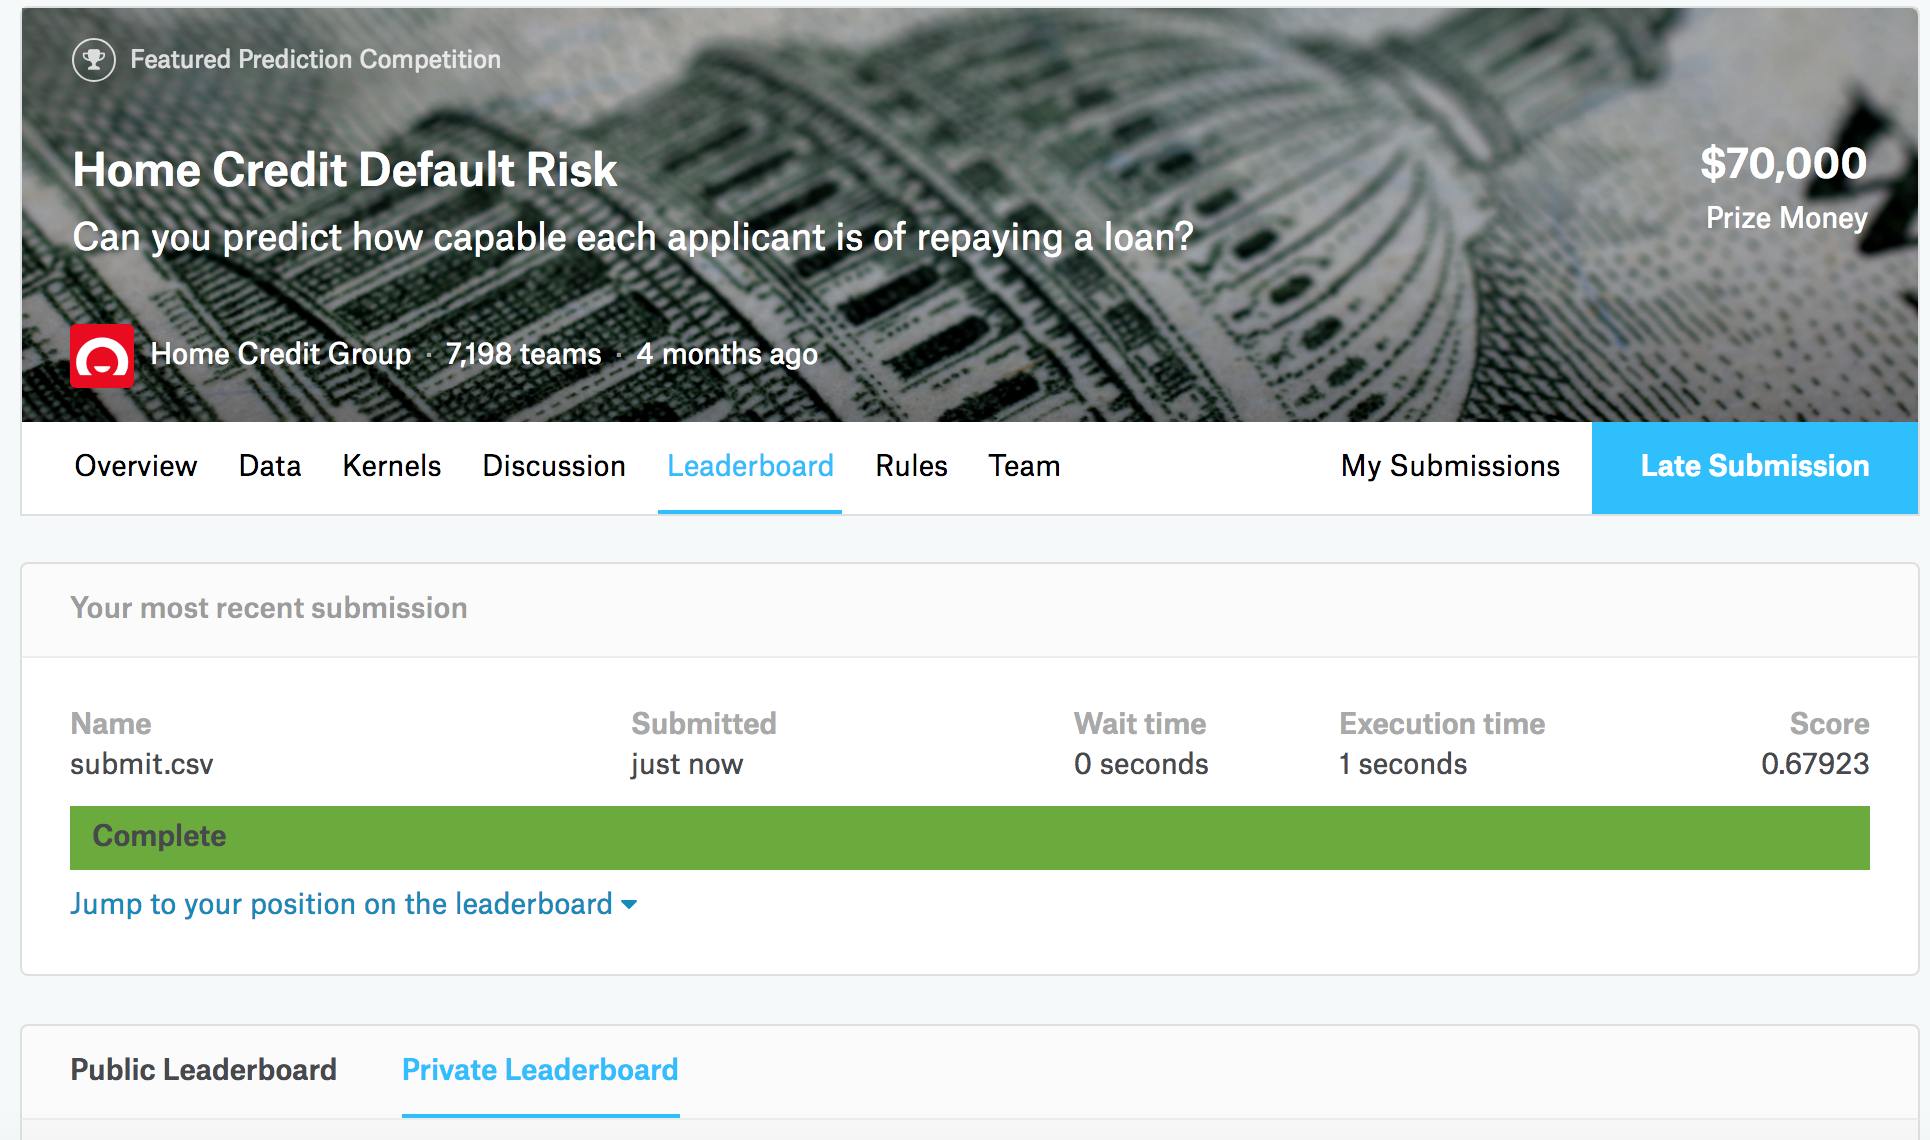 Featured Prediction Competition
Home Credit Default Risk
$70,000
Can you predict how capable each applicant is of repaying a loan?
Prize Money
Home Credit Group · 7,198 teams · 4 months ago
Overview Data Kernels Discussion Leaderboard Rules Team My Submissions Late Submission
Your most recent submission
Name Submitted Wait time Execution time Score
submit.csv just now 0 seconds 1 seconds 0.67923
Complete
Jump to your position on the leaderboard
Public Leaderboard Private Leaderboard